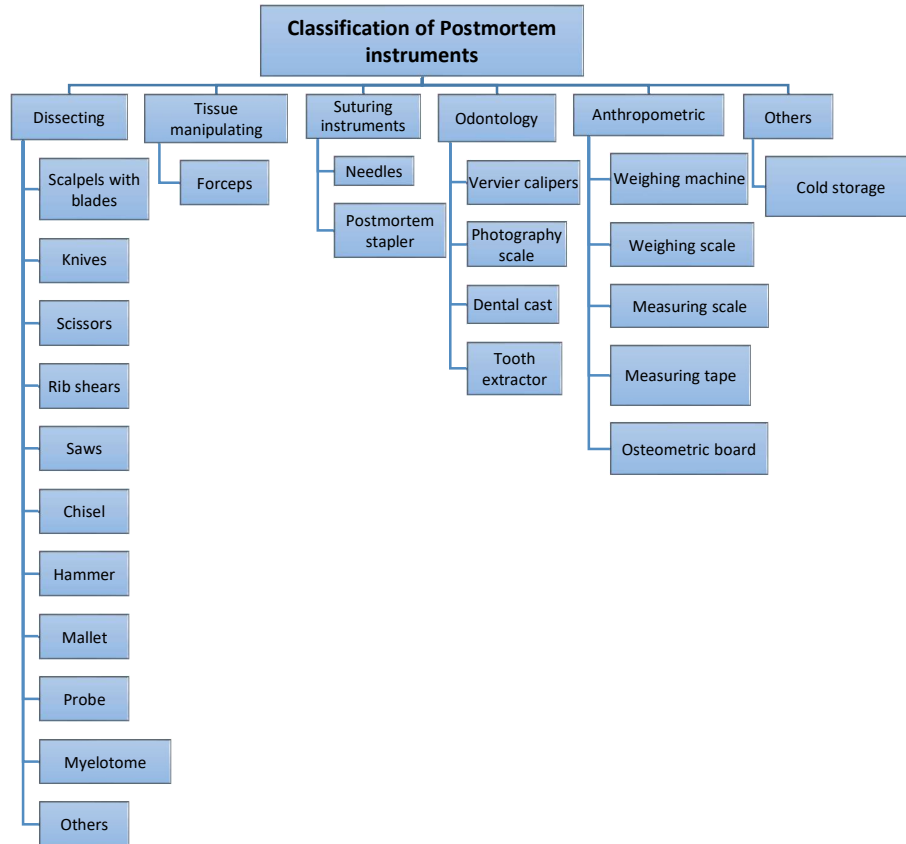 Classification of Postmortem
instruments
Dissecting
Scalpels with
blades
Knives
Scissors
Rib shears
Saws
Chisel
Hammer
Mallet
Probe
Myelotome
Others
Tissue
manipulating
Forceps
Suturing
instruments
Needles
Postmortem
stapler
Odontology
Vervier calipers
Photography
scale
Dental cast
Tooth
extractor
Anthropometric
Weighing machine
Weighing scale
Measuring scale
Measuring tape
Osteometric board
Others
Cold storage